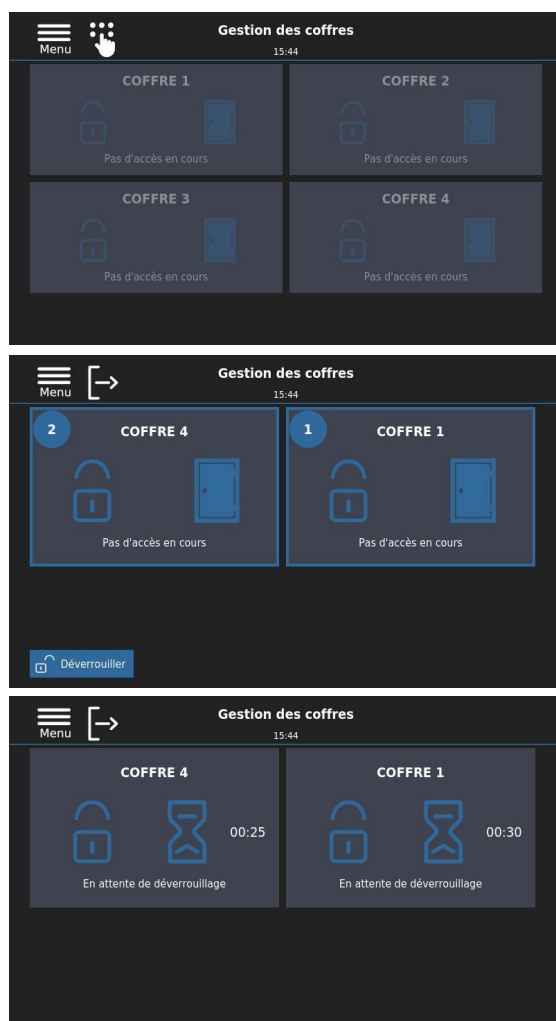 Menu
Gestion des coffres
15:44
COFFRE 1
Pas d'accès en cours
COFFRE 2
Pas d'accès en cours
COFFRE 3
Pas d'accès en cours
COFFRE 4
Pas d'accès en cours
Menu
Gestion des coffres
15:44
2
COFFRE 4
Pas d'accès en cours
1
COFFRE 1
Pas d'accès en cours
Déverrouiller
Menu
Gestion des coffres
15:44
COFFRE 4
00:25
En attente de déverrouillage
COFFRE 1
00:30
En attente de déverrouillage